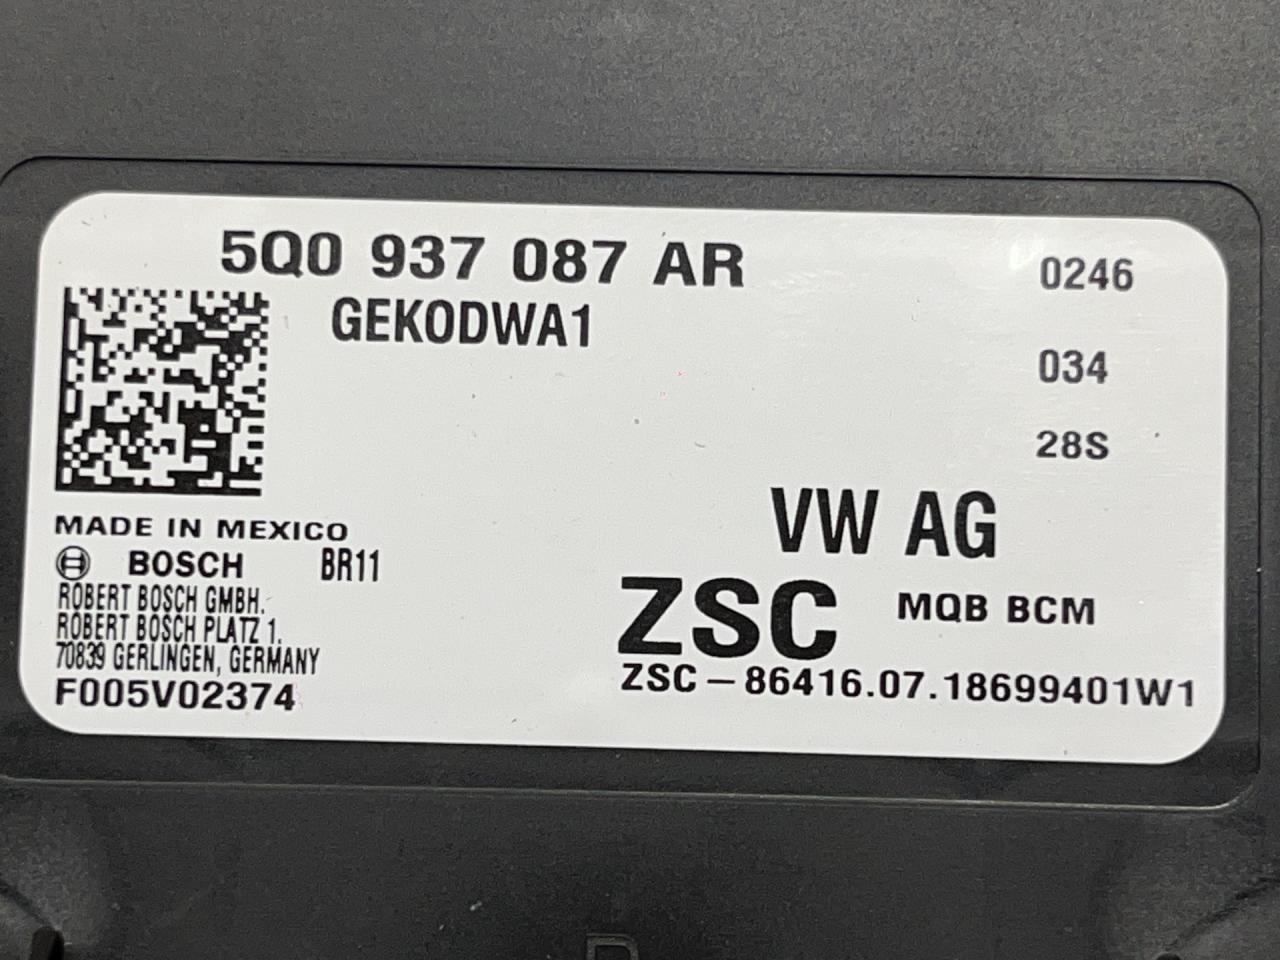 5Q0 937 087 AR
0246
GEKODWA1
034
28S
VW AG
MADE IN MEXICO
BOSCH BR11
ZSC MQB BCM
ROBERT BOSCH GMBH.
ROBERT BOSCH PLATZ 1.
70839 GERLINGEN, GERMANY
ZSC-86416.07.18699401W1
F005V02374